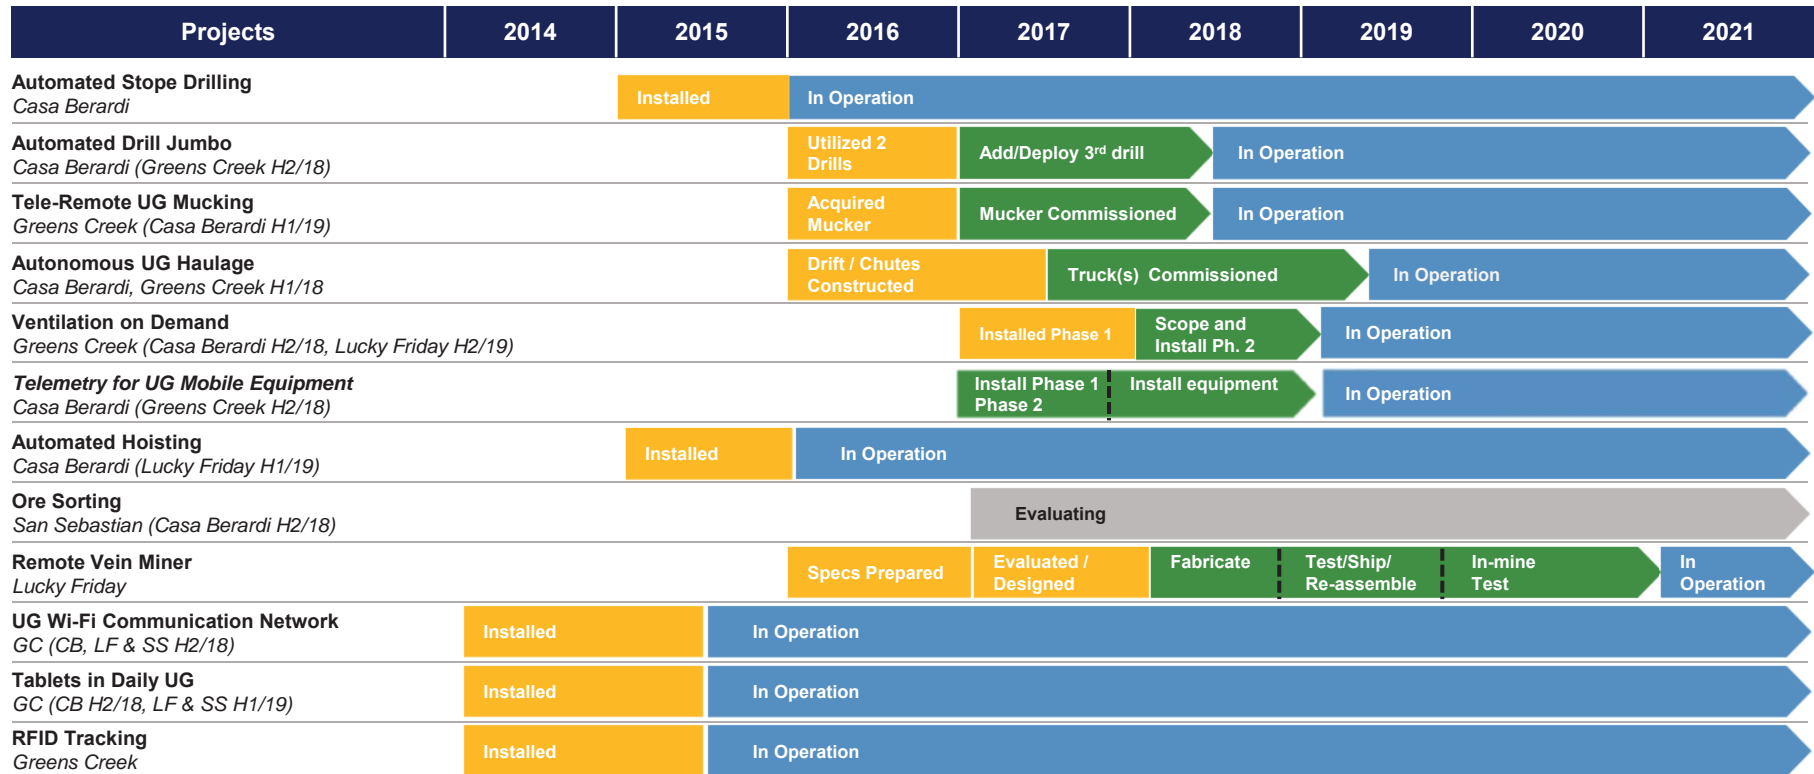 Projects 2014 2015 2016 2017 2018 2019 2020 2021
Automated Stope Drilling
Casa Berardi
Installed
In Operation
Automated Drill Jumbo
Casa Berardi (Greens Creek H2/18)
Utilized 2
Drills
Add/Deploy 3rd drill
In Operation
Tele-Remote UG Mucking
Greens Creek (Casa Berardi H1/19)
Acquired
Mucker
Mucker Commissioned
In Operation
Autonomous UG Haulage
Casa Berardi, Greens Creek H1/18
Drift / Chutes
Constructed
Truck(s) Commissioned
In Operation
Ventilation on Demand
Greens Creek (Casa Berardi H2/18, Lucky Friday H2/19)
Installed Phase 1
Scope and
Install Ph. 2
In Operation
Telemetry for UG Mobile Equipment
Casa Berardi (Greens Creek H2/18)
Install Phase 1
Phase 2
Install equipment
In Operation
Automated Hoisting
Casa Berardi (Lucky Friday H1/19)
Installed
In Operation
Ore Sorting
San Sebastian (Casa Berardi H2/18)
Evaluating
Remote Vein Miner
Lucky Friday
Specs Prepared
Evaluated /
Designed
Fabricate
Test/Ship/
Re-assemble
In-mine
Test
In
Operation
UG Wi-Fi Communication Network
GC (CB, LF & SS H2/18)
Installed
In Operation
Tablets in Daily UG
GC (CB H2/18, LF & SS H1/19)
Installed
In Operation
RFID Tracking
Greens Creek
Installed
In Operation